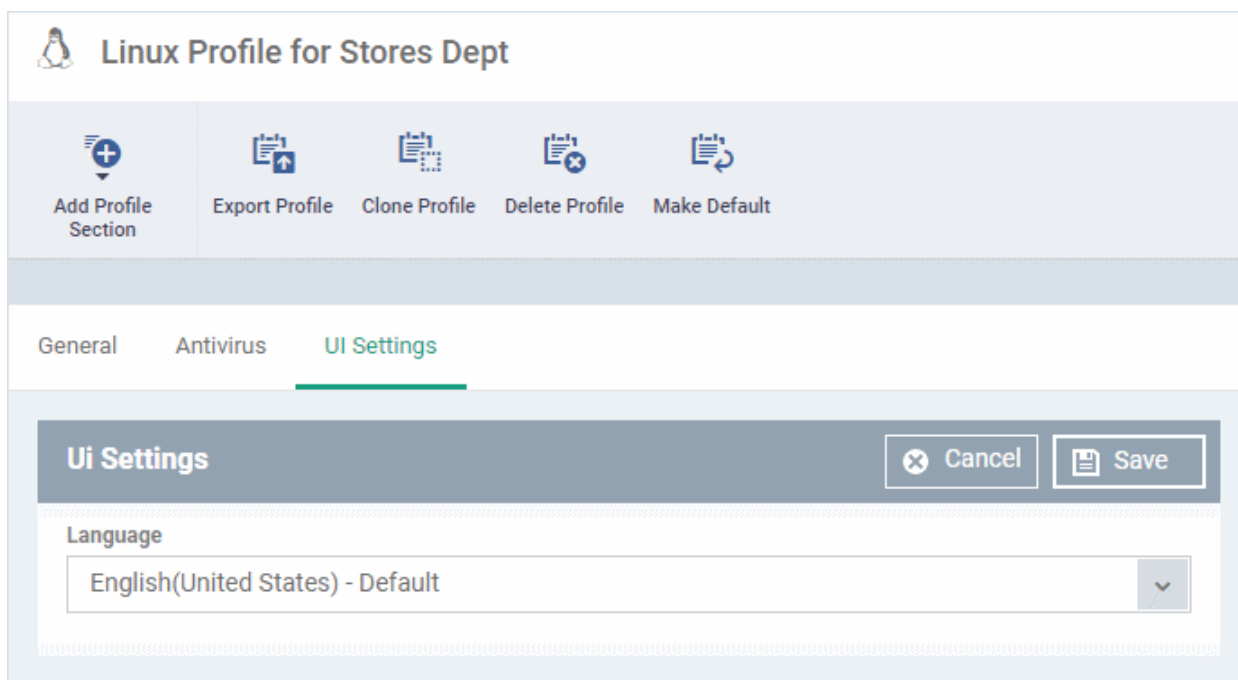 Linux Profile for Stores Dept
Add Profile
Section
Export Profile
Clone Profile
Delete Profile
Make Default
General
Antivirus
UI Settings
Ui Settings
Cancel
Save
Language
English(United States) - Default